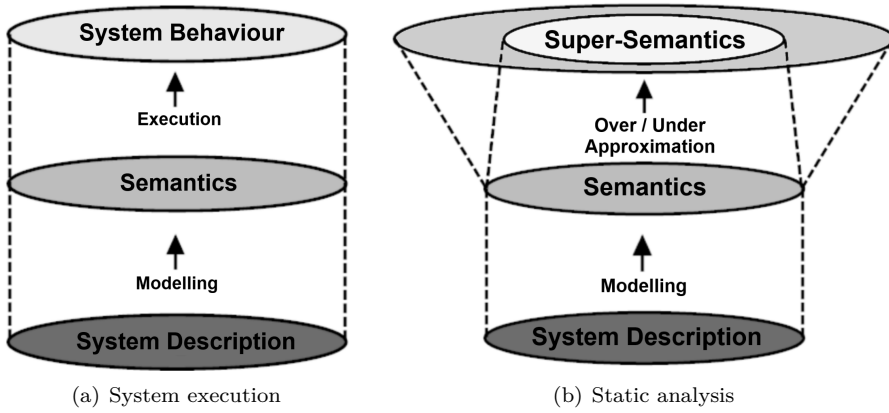 System Behaviour
Execution
Semantics
Modelling
System Description
(a) System execution
Super-Semantics
Over / Under
Approximation
Semantics
Modelling
System Description
(b) Static analysis